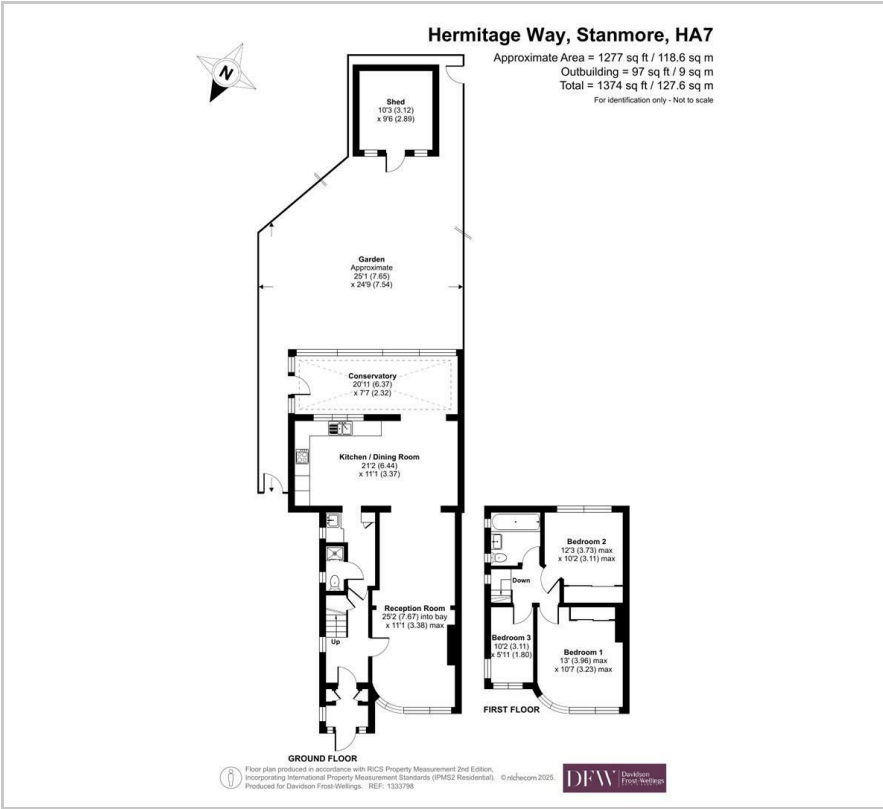 Hermitage Way, Stanmore, HA7
Approximate Area = 1277 sq ft / 118.6 sq m
Outbuilding = 97 sq ft / 9 sq m
Total = 1374 sq ft / 127.6 sq m
For identification only - Not to scale
N
Shed
10'3 (3.12)
x 9'6 (2.89)
Garden
Approximate
25'1 (7.65)
x 24'9 (7.54)
Conservatory
20'11 (6.37)
x 7'7 (2.32)
Kitchen / Dining Room
21'2 (6.44)
x 11'1 (3.37)
Reception Room
25'2 (7.67) into bay
x 11'1 (3.38) max
Up
GROUND FLOOR
Bedroom 2
12'3 (3.73) max
x 10'2 (3.11) max
Down
Bedroom 3
10'2 (3.11)
x 5'11 (1.80)
Bedroom 1
13' (3.96) max
x 10'7 (3.23) max
FIRST FLOOR
Floor plan produced in accordance with RICS Property Measurement 2nd Edition,
Incorporating International Property Measurement Standards (IPMS2 Residential). © nichecom 2025.
Produced for Davidson Frost-Wellings. REF: 1333798
DFW
Davidson
Frost-Wellings